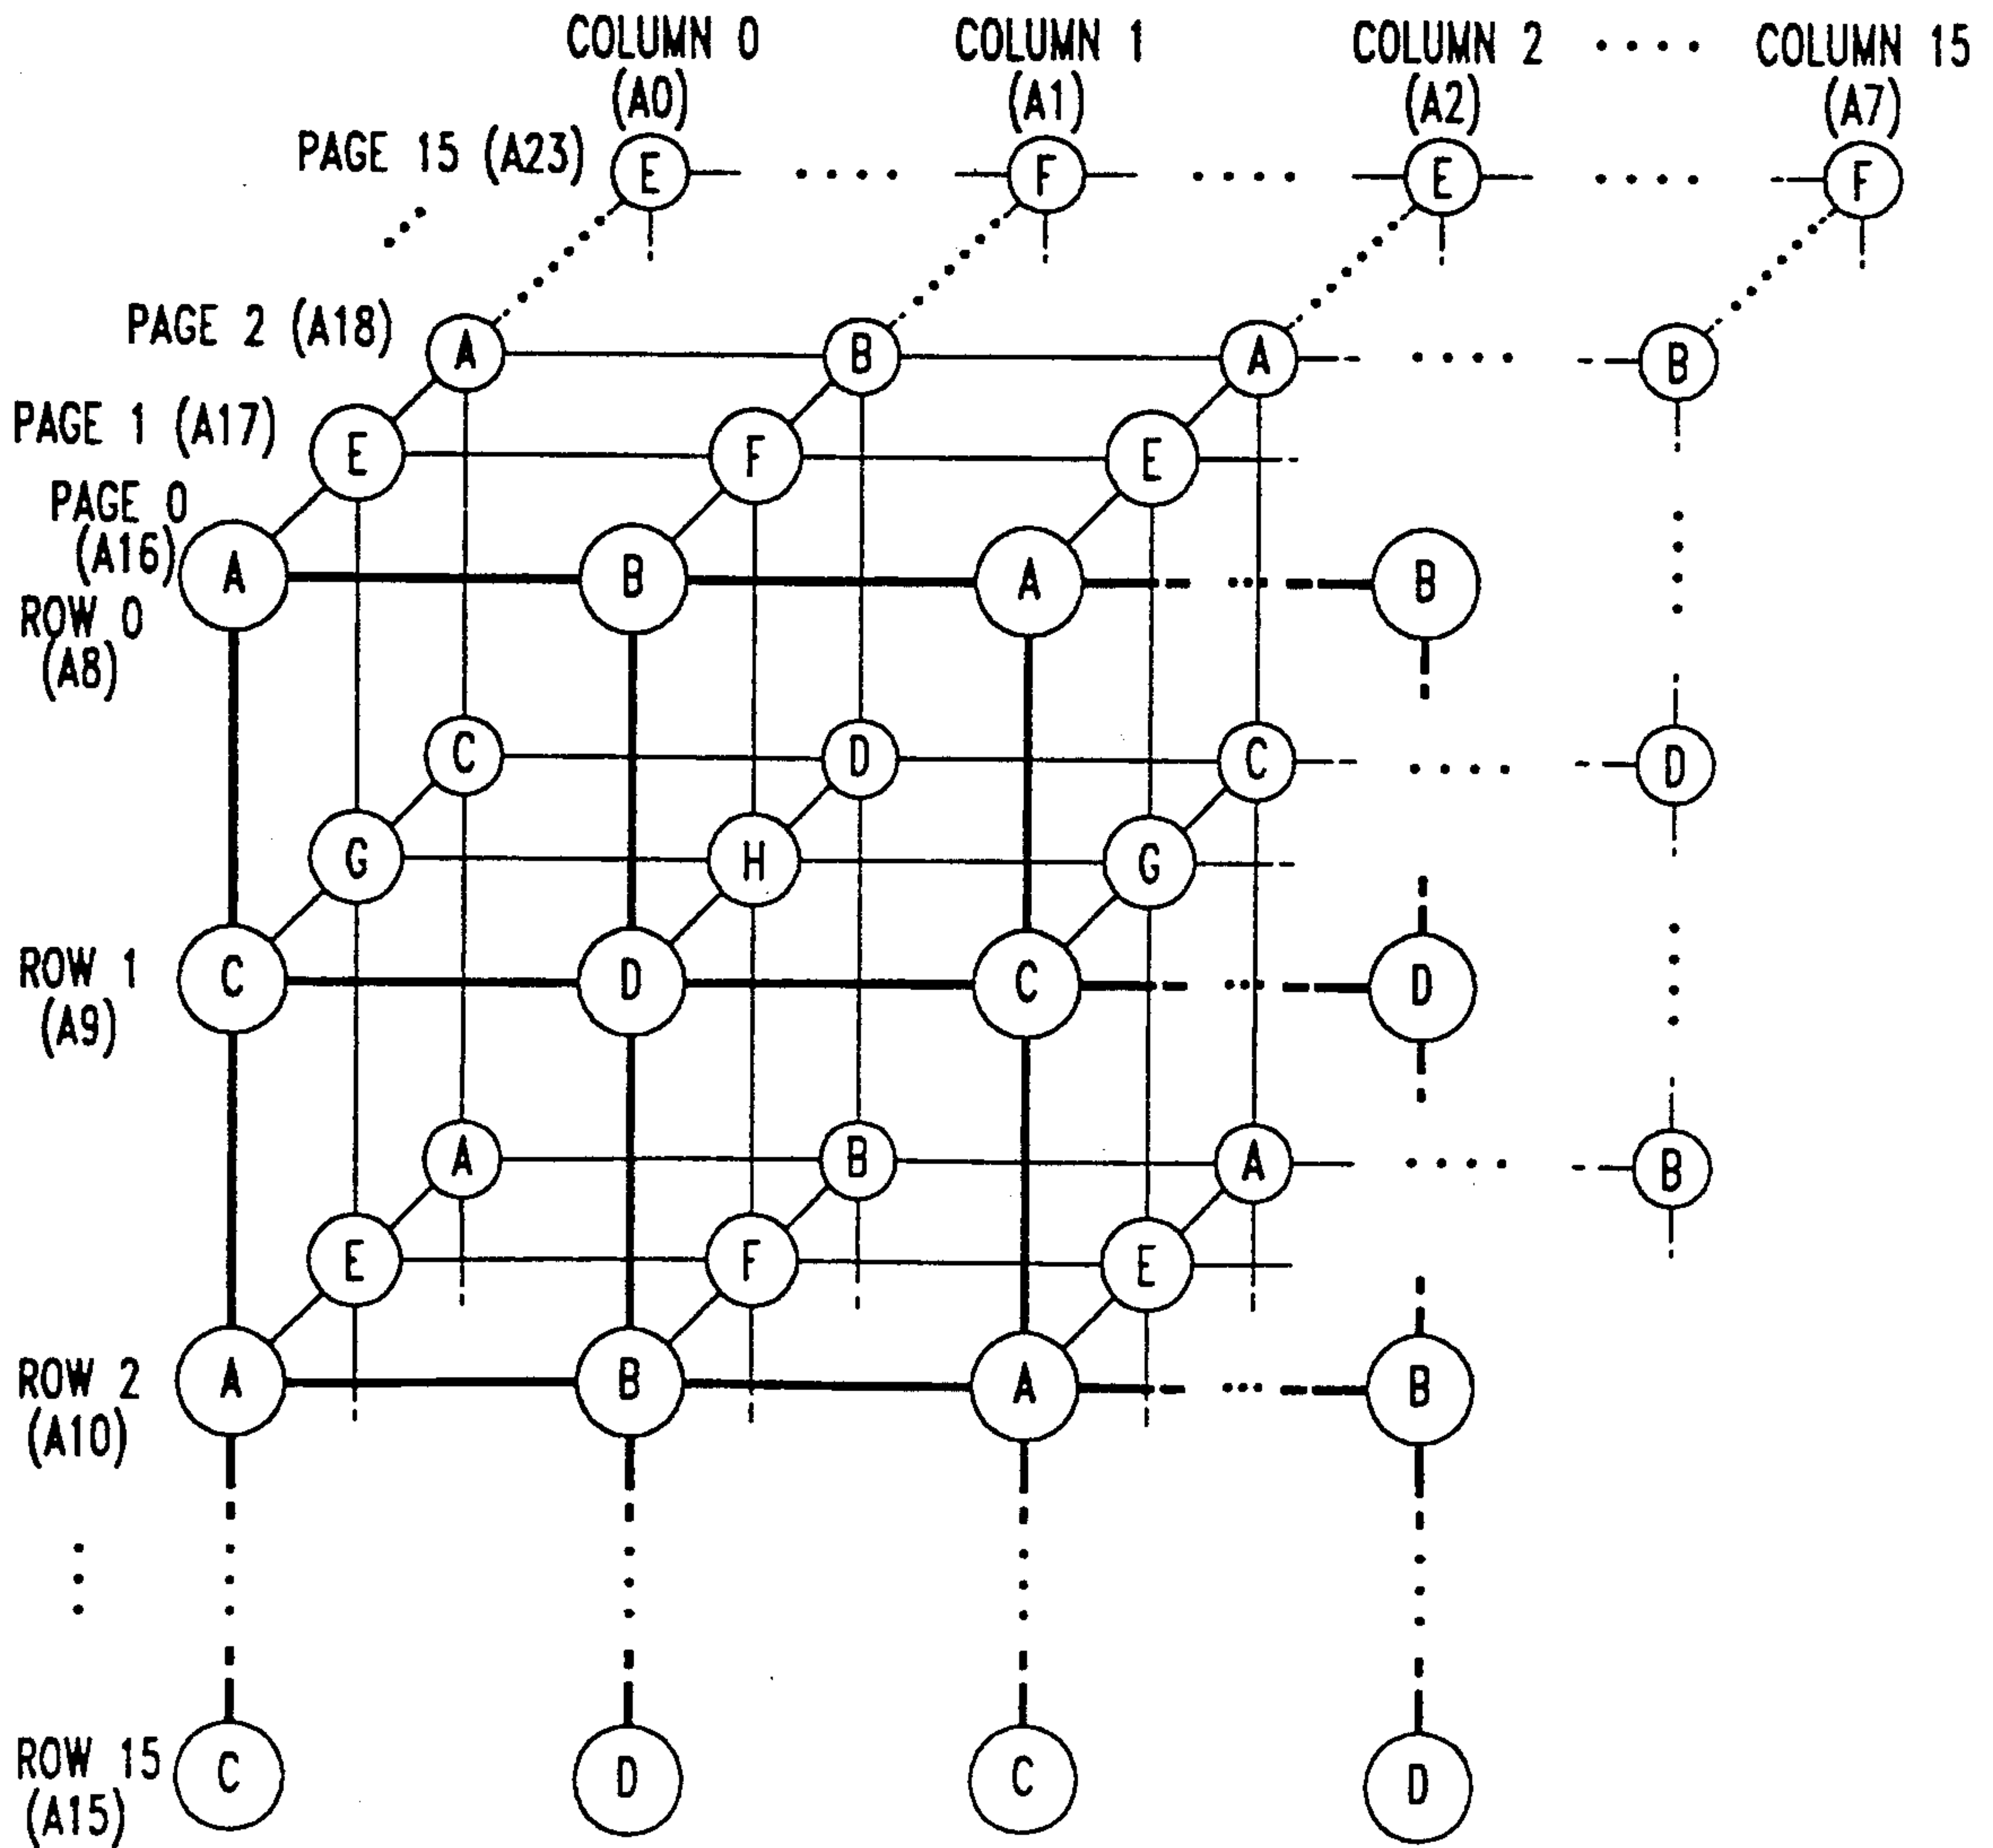 COLUMN 0 COLUMN 1 COLUMN 2 .... COLUMN 15
(A0) (A1) (A2) (A7)
PAGE 15 (A23) E .... F .... E .... F
PAGE 2 (A18) A B A .... B
PAGE 1 (A17) E F E
PAGE 0
(A16)
A B A ... B
ROW 0
(A8)
C D C .... D
G H G
ROW 1 C D C ... D
(A9)
A B A .... B
E F E
ROW 2 A B A ... B
(A10)
ROW 15 C D C D
(A15)